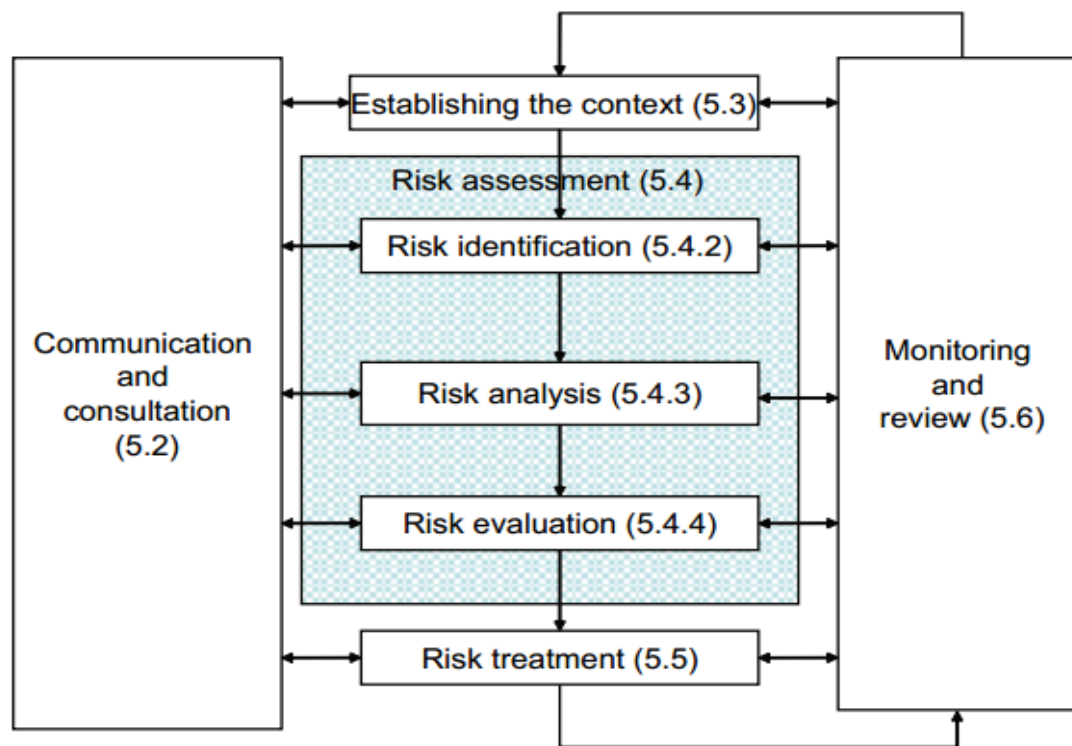 Establishing the context (5.3)
Risk assessment (5.4)
Risk identification (5.4.2)
Communication
and
consultation
(5.2)
Risk analysis (5.4.3)
Monitoring
and
review (5.6)
Risk evaluation (5.4.4)
Risk treatment (5.5)